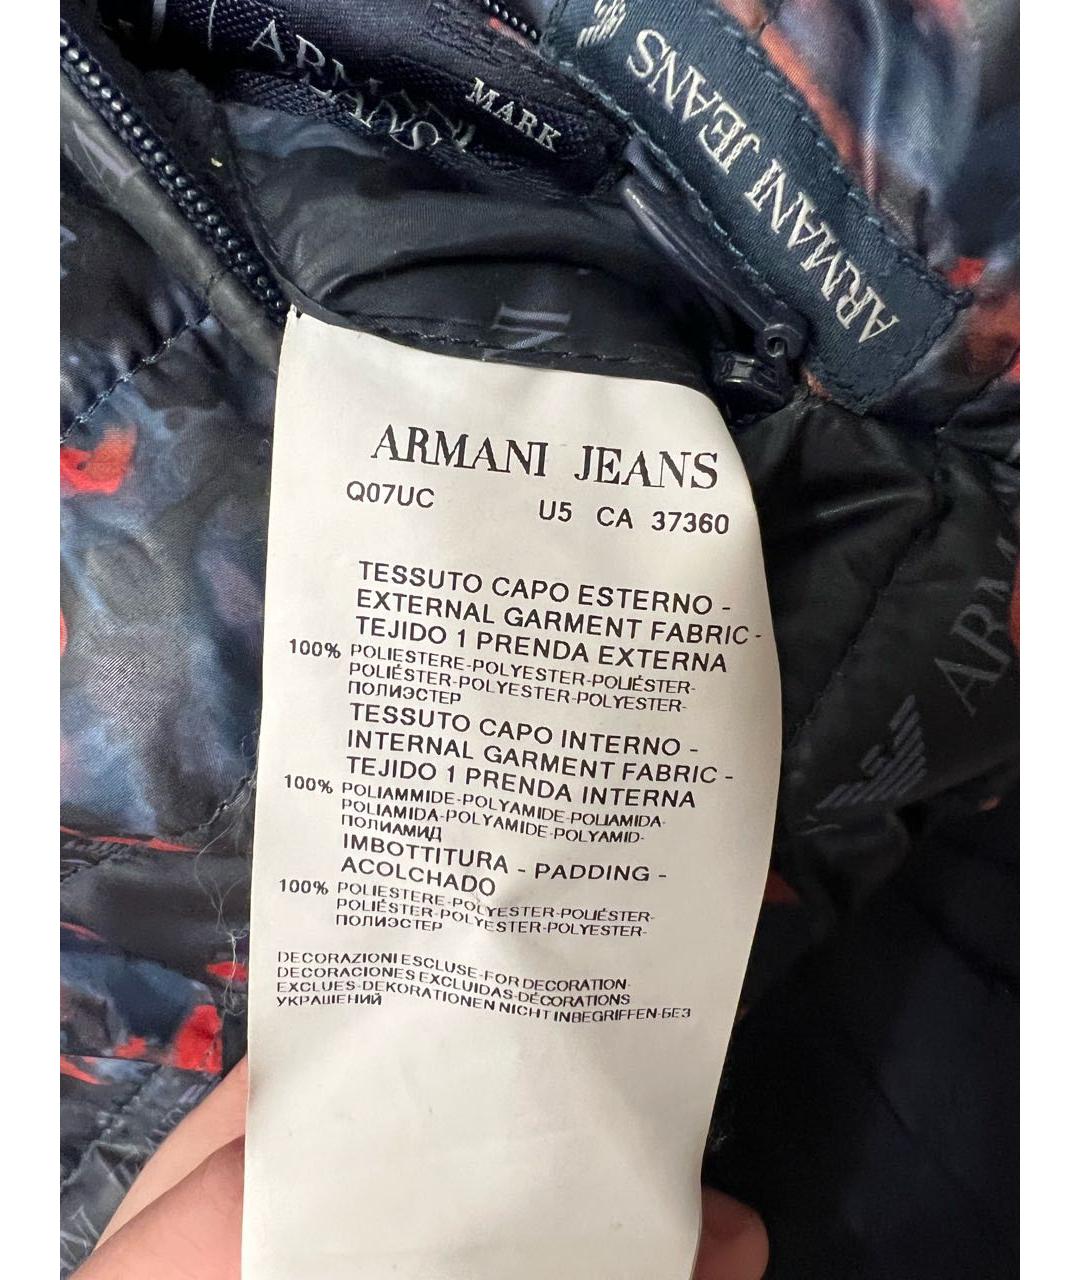 MARK
ARMANI JEANS
ARMANI JEANS
Q07UC U5 CA 37360
TESSUTO CAPO ESTERNO -
EXTERNAL GARMENT FABRIC -
TEJIDO 1 PRENDA EXTERNA
100% POLIESTERE-POLYESTER-POLIÉSTER-
POLIÉSTER-POLYESTER-POLYESTER-
ПОЛИЭСТЕР
TESSUTO CAPO INTERNO -
INTERNAL GARMENT FABRIC -
TEJIDO 1 PRENDA INTERNA
100% POLIAMMIDE-POLYAMIDE-POLIAMIDA-
POLIAMIDA-POLYAMIDE-POLYAMID-
ПОЛИАМИД
IMBOTTITURA - PADDING -
ACOLCHADO
100% POLIESTERE-POLYESTER-POLIÉSTER-
POLIÉSTER-POLYESTER-POLYESTER-
ПОЛИЭСТЕР
DECORAZIONI ESCLUSE-FOR DECORATION-
DECORACIONES EXCLUIDAS-DÉCORATIONS
EXCLUES-DEKORATIONEN NICHT INBEGRIFFEN-БЕЗ
УКРАШЕНИЙ